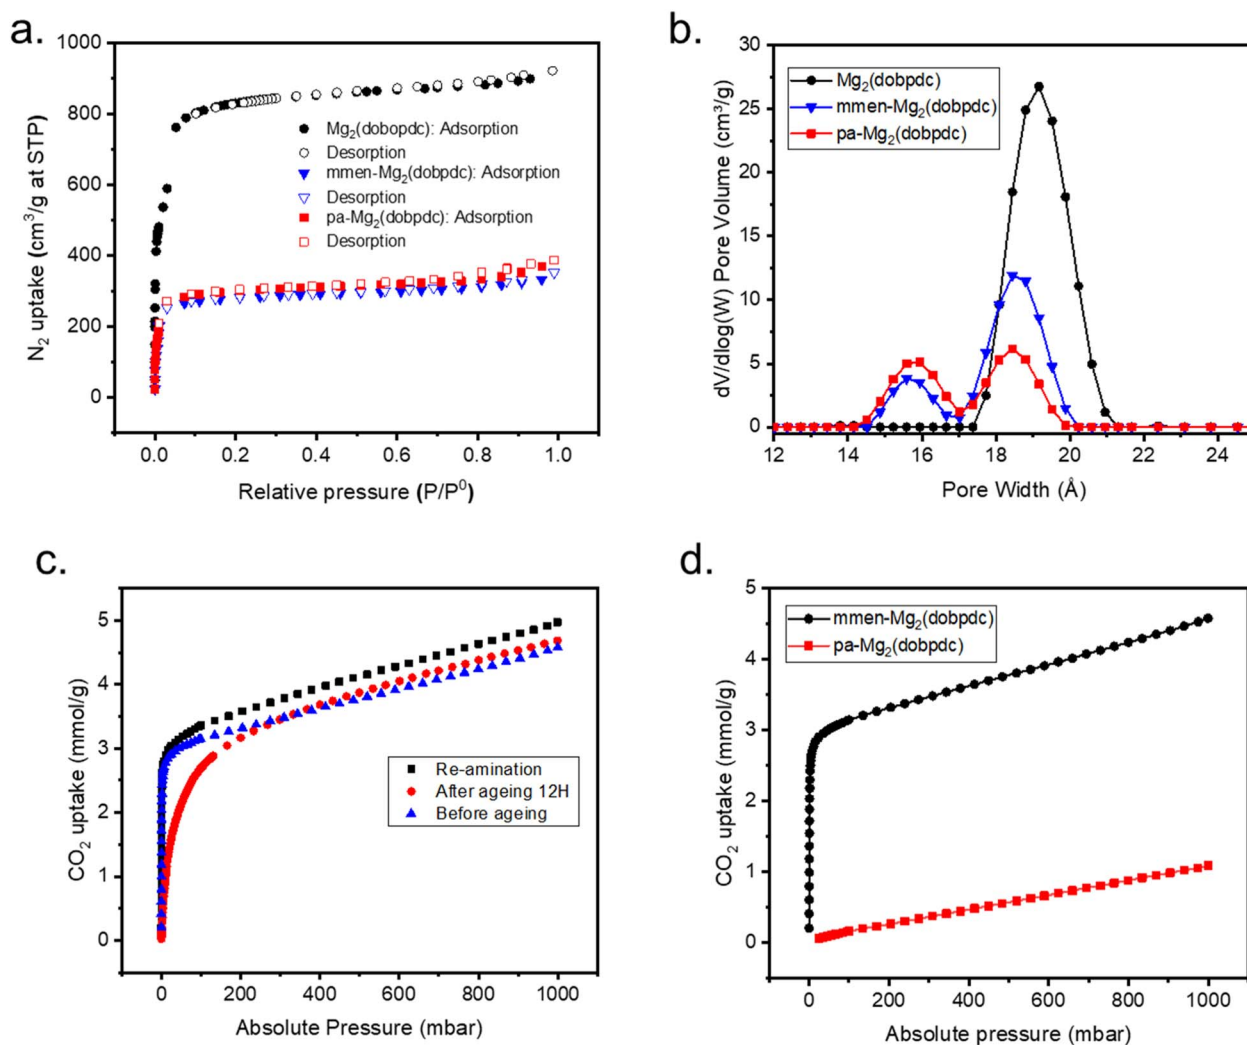 a.
1000
800
600
400
200
0
N₂ uptake (cm³/g at STP)
Mg₂(dobopdc): Adsorption
Desorption
mmen-Mg₂(dobpdc): Adsorption
Desorption
pa-Mg₂(dobpdc): Adsorption
Desorption
0.0 0.2 0.4 0.6 0.8 1.0
Relative pressure (P/P⁰)
b.
30
25
20
15
10
5
0
dV/dlog(W) Pore Volume (cm³/g)
Mg₂(dobpdc)
mmen-Mg₂(dobpdc)
pa-Mg₂(dobpdc)
12 14 16 18 20 22 24
Pore Width (Å)
c.
5
4
3
2
1
0
CO₂ uptake (mmol/g)
Re-amination
After ageing 12H
Before ageing
0 200 400 600 800 1000
Absolute Pressure (mbar)
d.
5
4
3
2
1
0
CO₂ uptake (mmol/g)
mmen-Mg₂(dobpdc)
pa-Mg₂(dobpdc)
0 200 400 600 800 1000
Absolute pressure (mbar)